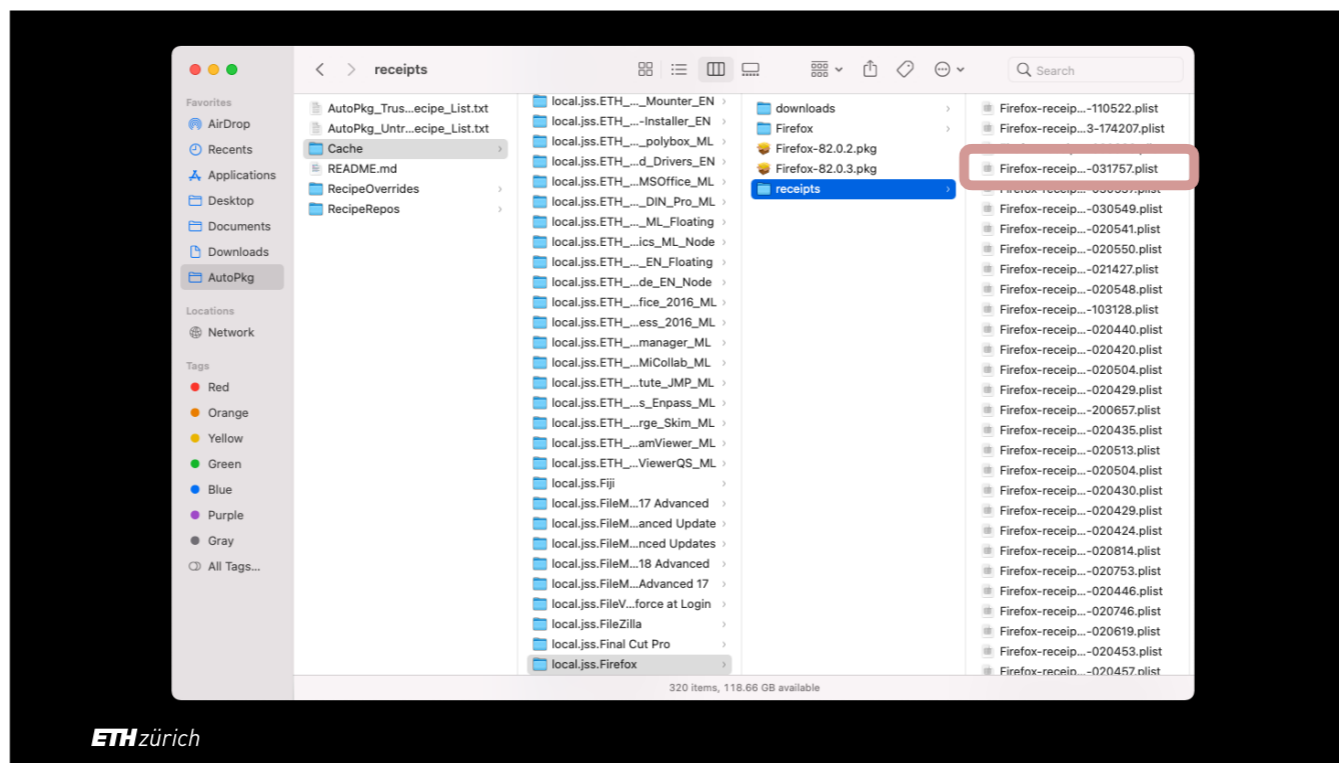 receipts
Search
Favorites
AirDrop
Recents
Applications
Desktop
Documents
Downloads
AutoPkg
Locations
Network
Tags
Red
Orange
Yellow
Green
Blue
Purple
Gray
All Tags...
AutoPkg_Trus...ecipe_List.txt
AutoPkg_Untr...ecipe_List.txt
Cache
README.md
RecipeOverrides
RecipeRepos
local.jss.ETH_..._Mounter_EN
local.jss.ETH_...-Installer_EN
local.jss.ETH_..._polybox_ML
local.jss.ETH_...d_Drivers_EN
local.jss.ETH_...MSOffice_ML
local.jss.ETH_..._DIN_Pro_ML
local.jss.ETH_..._ML_Floating
local.jss.ETH_...ics_ML_Node
local.jss.ETH_..._EN_Floating
local.jss.ETH_...de_EN_Node
local.jss.ETH_...fice_2016_ML
local.jss.ETH_...ess_2016_ML
local.jss.ETH_...manager_ML
local.jss.ETH_...MiCollab_ML
local.jss.ETH_...tute_JMP_ML
local.jss.ETH_...s_Enpass_ML
local.jss.ETH_...rge_Skim_ML
local.jss.ETH_...amViewer_ML
local.jss.ETH_...ViewerQS_ML
local.jss.Fiji
local.jss.FileM...17 Advanced
local.jss.FileM...anced Update
local.jss.FileM...nced Updates
local.jss.FileM...18 Advanced
local.jss.FileM...Advanced 17
local.jss.FileV...force at Login
local.jss.FileZilla
local.jss.Final Cut Pro
local.jss.Firefox
downloads
Firefox
Firefox-82.0.2.pkg
Firefox-82.0.3.pkg
receipts
Firefox-receip...-110522.plist
Firefox-receip...3-174207.plist
Firefox-receip...-031757.plist
Firefox-receip...-030549.plist
Firefox-receip...-020541.plist
Firefox-receip...-020550.plist
Firefox-receip...-021427.plist
Firefox-receip...-020548.plist
Firefox-receip...-103128.plist
Firefox-receip...-020440.plist
Firefox-receip...-020420.plist
Firefox-receip...-020504.plist
Firefox-receip...-020429.plist
Firefox-receip...-200657.plist
Firefox-receip...-020435.plist
Firefox-receip...-020513.plist
Firefox-receip...-020504.plist
Firefox-receip...-020430.plist
Firefox-receip...-020429.plist
Firefox-receip...-020424.plist
Firefox-receip...-020814.plist
Firefox-receip...-020753.plist
Firefox-receip...-020446.plist
Firefox-receip...-020746.plist
Firefox-receip...-020619.plist
Firefox-receip...-020453.plist
Firefox-receip...-020457.plist
320 items, 118.66 GB available
ETH zürich